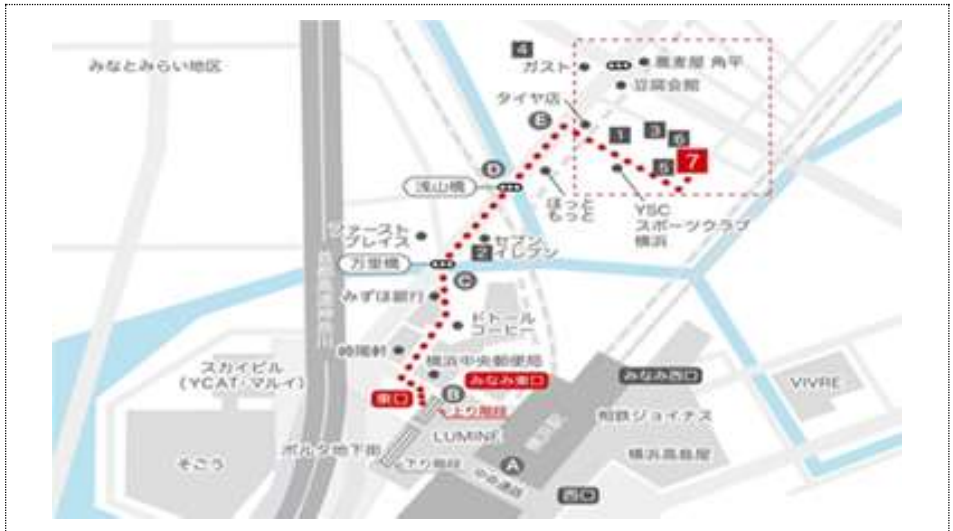 4
みなとみらい地区
ガスト
蕎麦屋 角平
豆腐会館
タイヤ店
E
1
3
6
7
5
D
浅山橋
ほっと
もっと
YSC
スポーツクラブ
横浜
ファースト
プレイス
セブン
イレブン
2
万里橋
C
みずほ銀行
ドトール
コーヒー
崎陽軒
横浜中央郵便局
スカイビル
(YCAT・マルイ)
みなみ東口
みなみ西口
VIVRE
東口
B
上り階段
相鉄ジョイナス
LUMINE
ポルタ地下街
横浜高島屋
そごう
下り階段
A
中央通路
西口